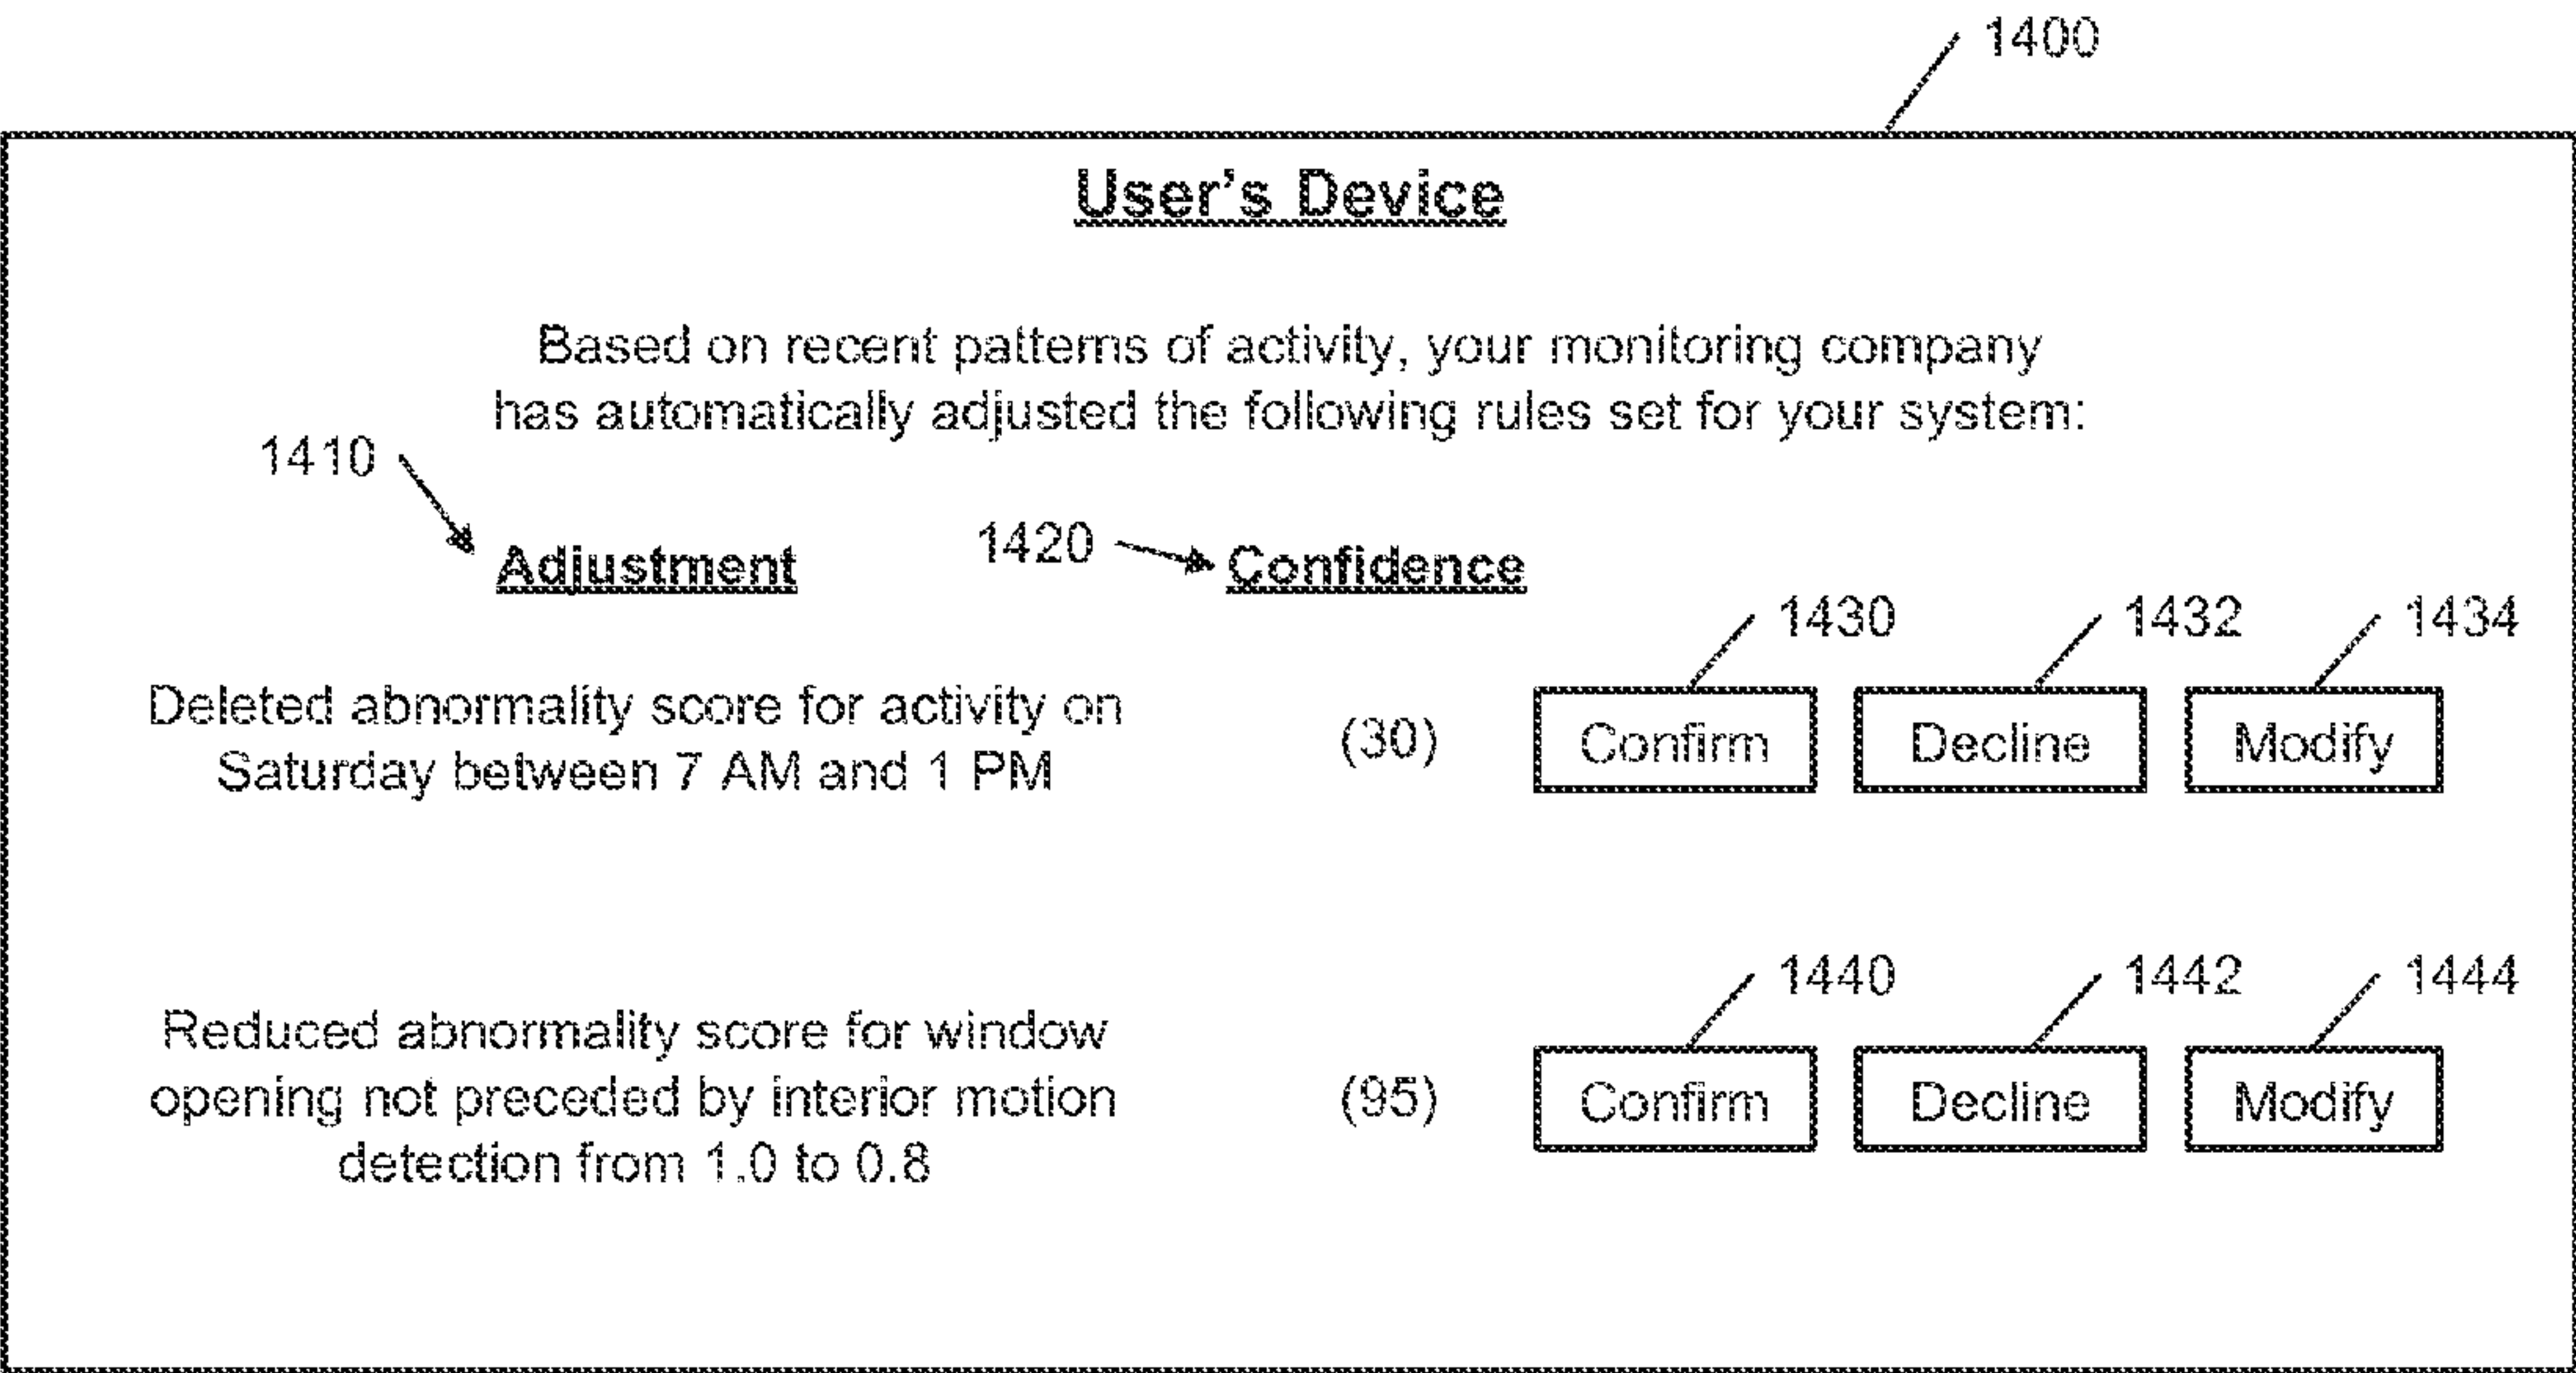 1400
User's Device
Based on recent patterns of activity, your monitoring company
has automatically adjusted the following rules set for your system:
1410
1420
Adjustment
Confidence
1430
1432
1434
Deleted abnormality score for activity on
Saturday between 7 AM and 1 PM
(30)
Confirm
Decline
Modify
1440
1442
1444
Reduced abnormality score for window
opening not preceded by interior motion
detection from 1.0 to 0.8
(95)
Confirm
Decline
Modify